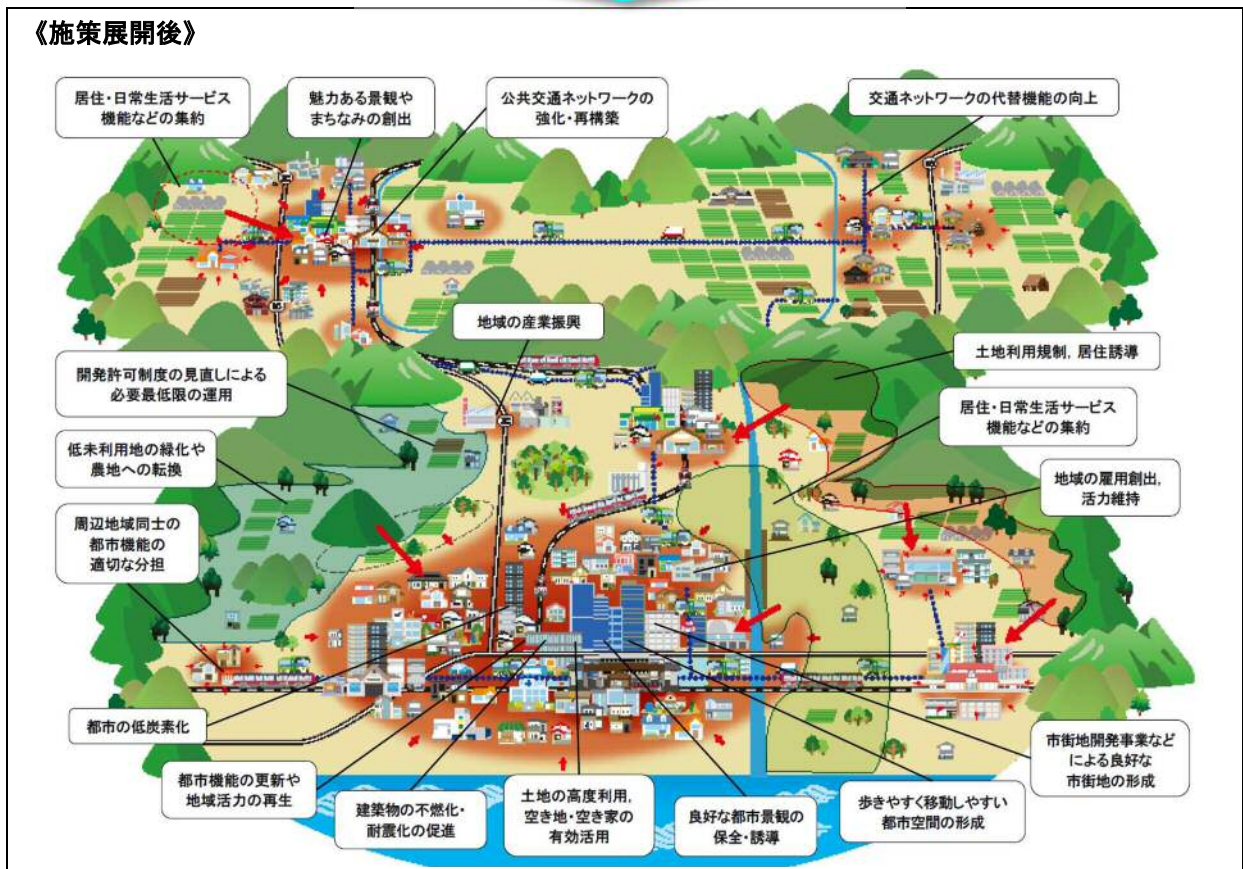 《施策展開後》
居住・日常生活サービス
機能などの集約
魅力ある景観や
まちなみの創出
公共交通ネットワークの
強化・再構築
交通ネットワークの代替機能の向上
地域の産業振興
土地利用規制，居住誘導
開発許可制度の見直しによる
必要最低限の運用
居住・日常生活サービス
機能などの集約
低未利用地の緑化や
農地への転換
地域の雇用創出，
活力維持
周辺地域同士の
都市機能の
適切な分担
都市の低炭素化
市街地開発事業など
による良好な
市街地の形成
都市機能の更新や
地域活力の再生
建築物の不燃化・
耐震化の促進
土地の高度利用，
空き地・空き家の
有効活用
良好な都市景観の
保全・誘導
歩きやすく移動しやすい
都市空間の形成